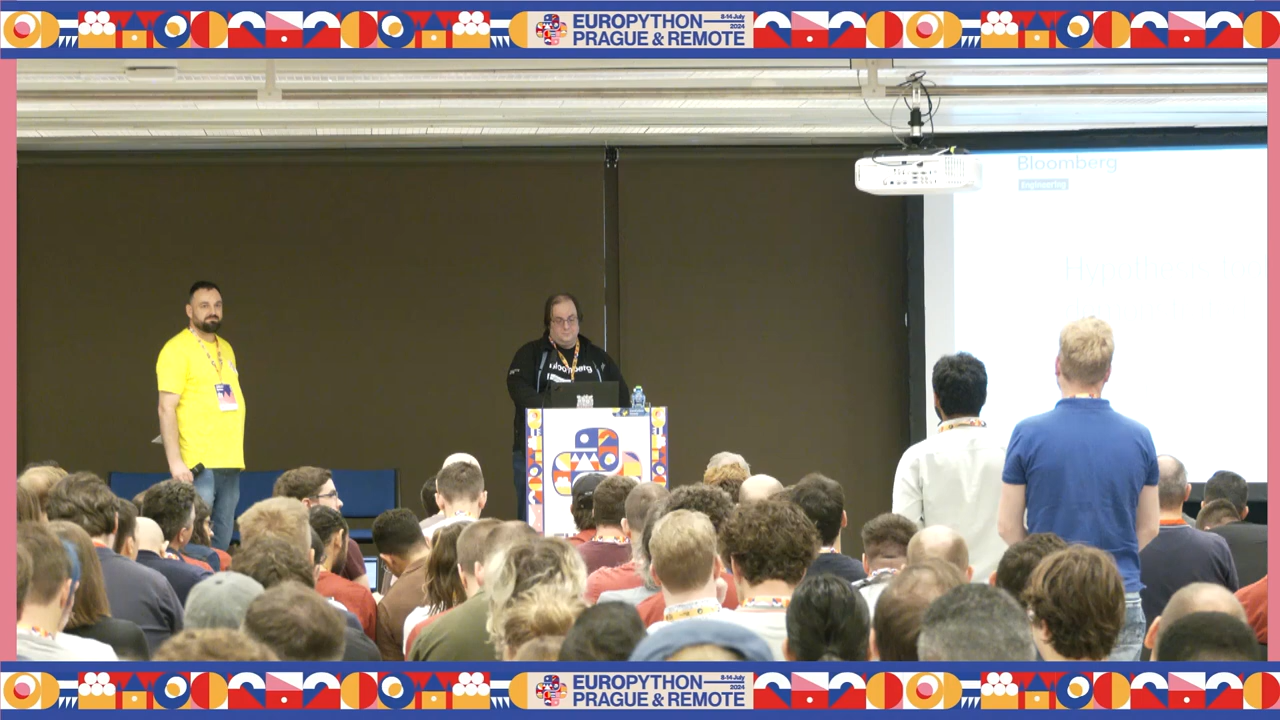 EUROPYTHON
8-14 July
2024
PRAGUE & REMOTE
Bloomberg
Engineering
Bloomberg
EUROPYTHON
8-14 July
2024
PRAGUE & REMOTE